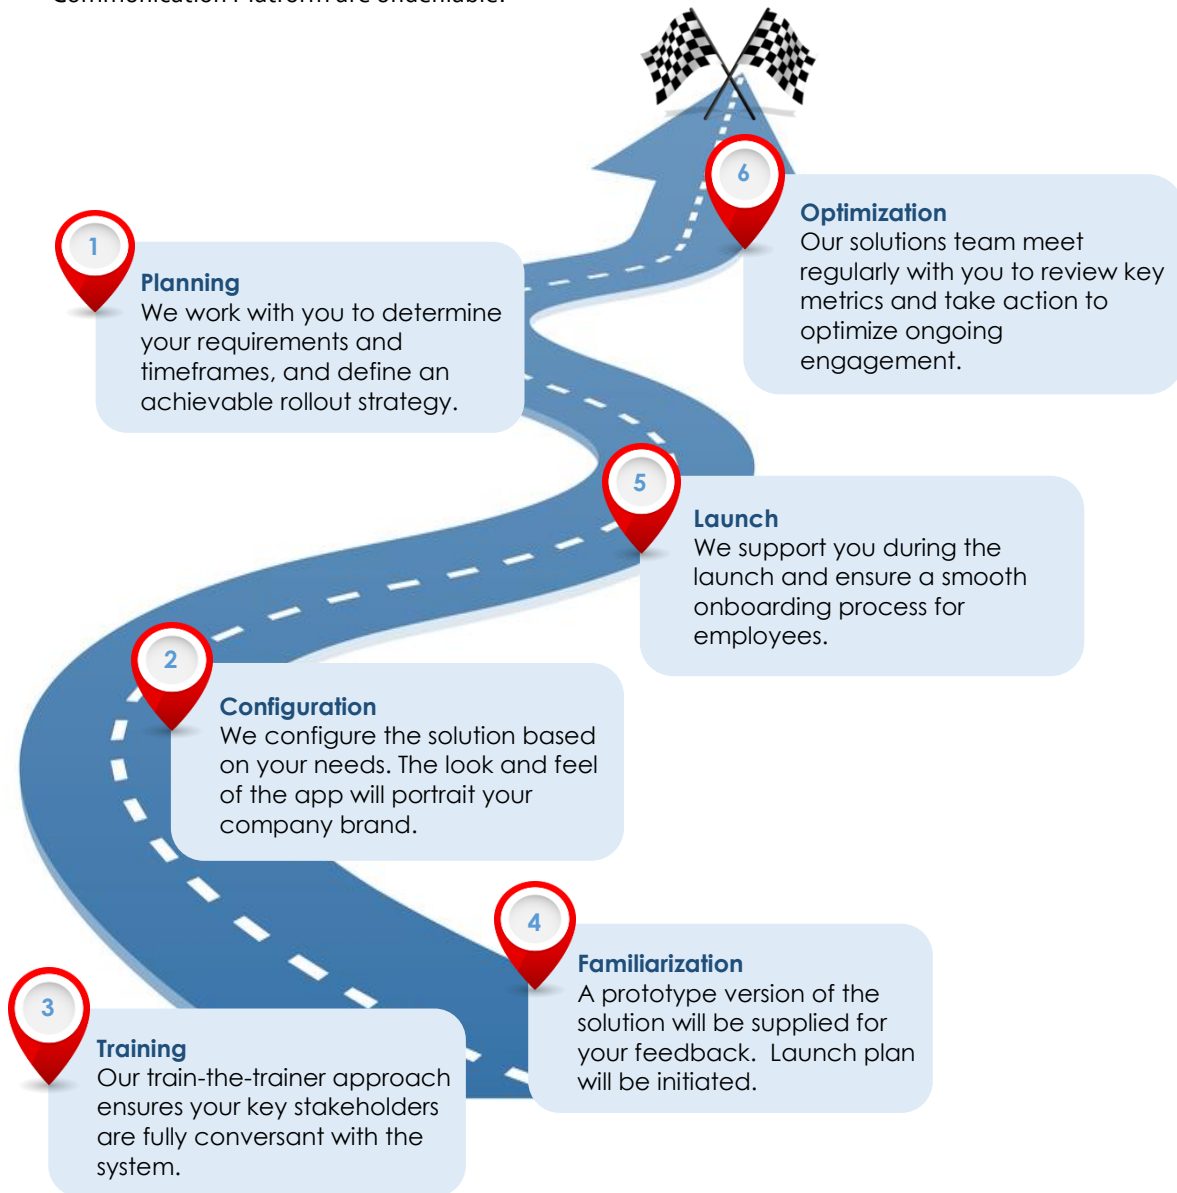 Communication Platform are undeniable.
1
Planning
We work with you to determine
your requirements and
timeframes, and define an
achievable rollout strategy.
2
Configuration
We configure the solution based
on your needs. The look and feel
of the app will portrait your
company brand.
3
Training
Our train-the-trainer approach
ensures your key stakeholders
are fully conversant with the
system.
4
Familiarization
A prototype version of the
solution will be supplied for
your feedback.  Launch plan
will be initiated.
5
Launch
We support you during the
launch and ensure a smooth
onboarding process for
employees.
6
Optimization
Our solutions team meet
regularly with you to review key
metrics and take action to
optimize ongoing
engagement.